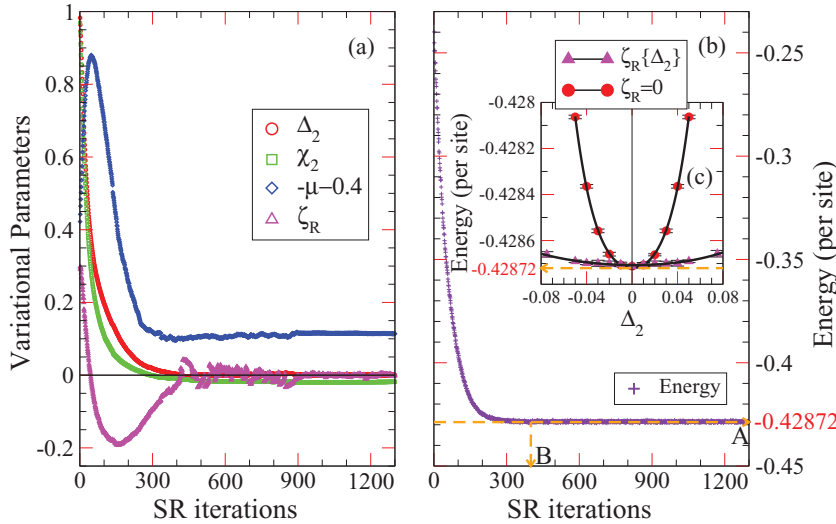 (a)
Variational Parameters
1
0.8
0.6
0.4
0.2
0
-0.2
Δ₂
χ₂
-μ−0.4
ζ_R
0 300 600 900 1200
SR iterations
(b)
ζ_R{Δ₂}
ζ_R=0
(c)
Energy (per site)
-0.428
-0.4282
-0.4284
-0.4286
-0.42872
-0.08 -0.04 0 0.04 0.08
Δ₂
Energy
A
B
-0.25
-0.3
-0.35
-0.4
-0.42872
-0.45
Energy (per site)
0 300 600 900 1200
SR iterations